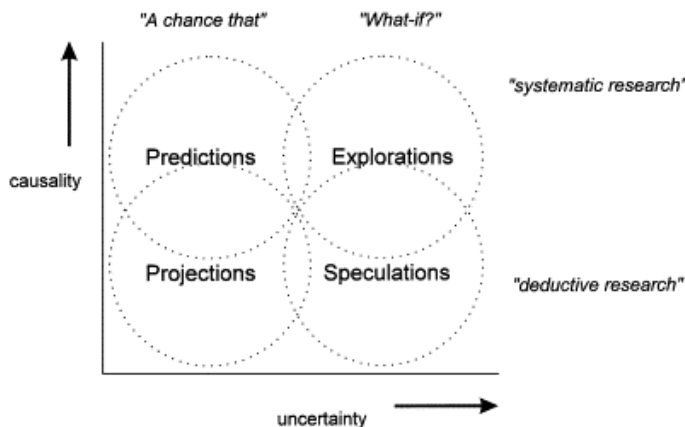 "A chance that" "What-if?"
"systematic research"
Predictions Explorations
causality
Projections Speculations
"deductive research"
uncertainty